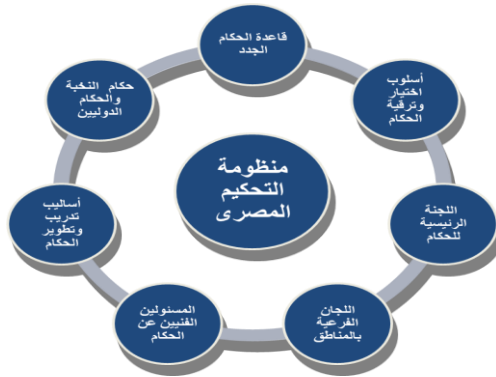 قاعدة الحكام
الجدد
أسلوب
اختيار
وترقية
الحكام
اللجنة
الرئيسية
للحكام
اللجان
الفرعية
بالمناطق
المسئولين
الفنيين عن
الحكام
أساليب
تدريب
وتطوير
الحكام
حكام النخبة
والحكام
الدوليين
منظومة
التحكيم
المصرى